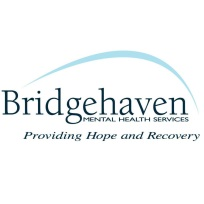 Bridgehaven
MENTAL HEALTH SERVICES
Providing Hope and Recovery